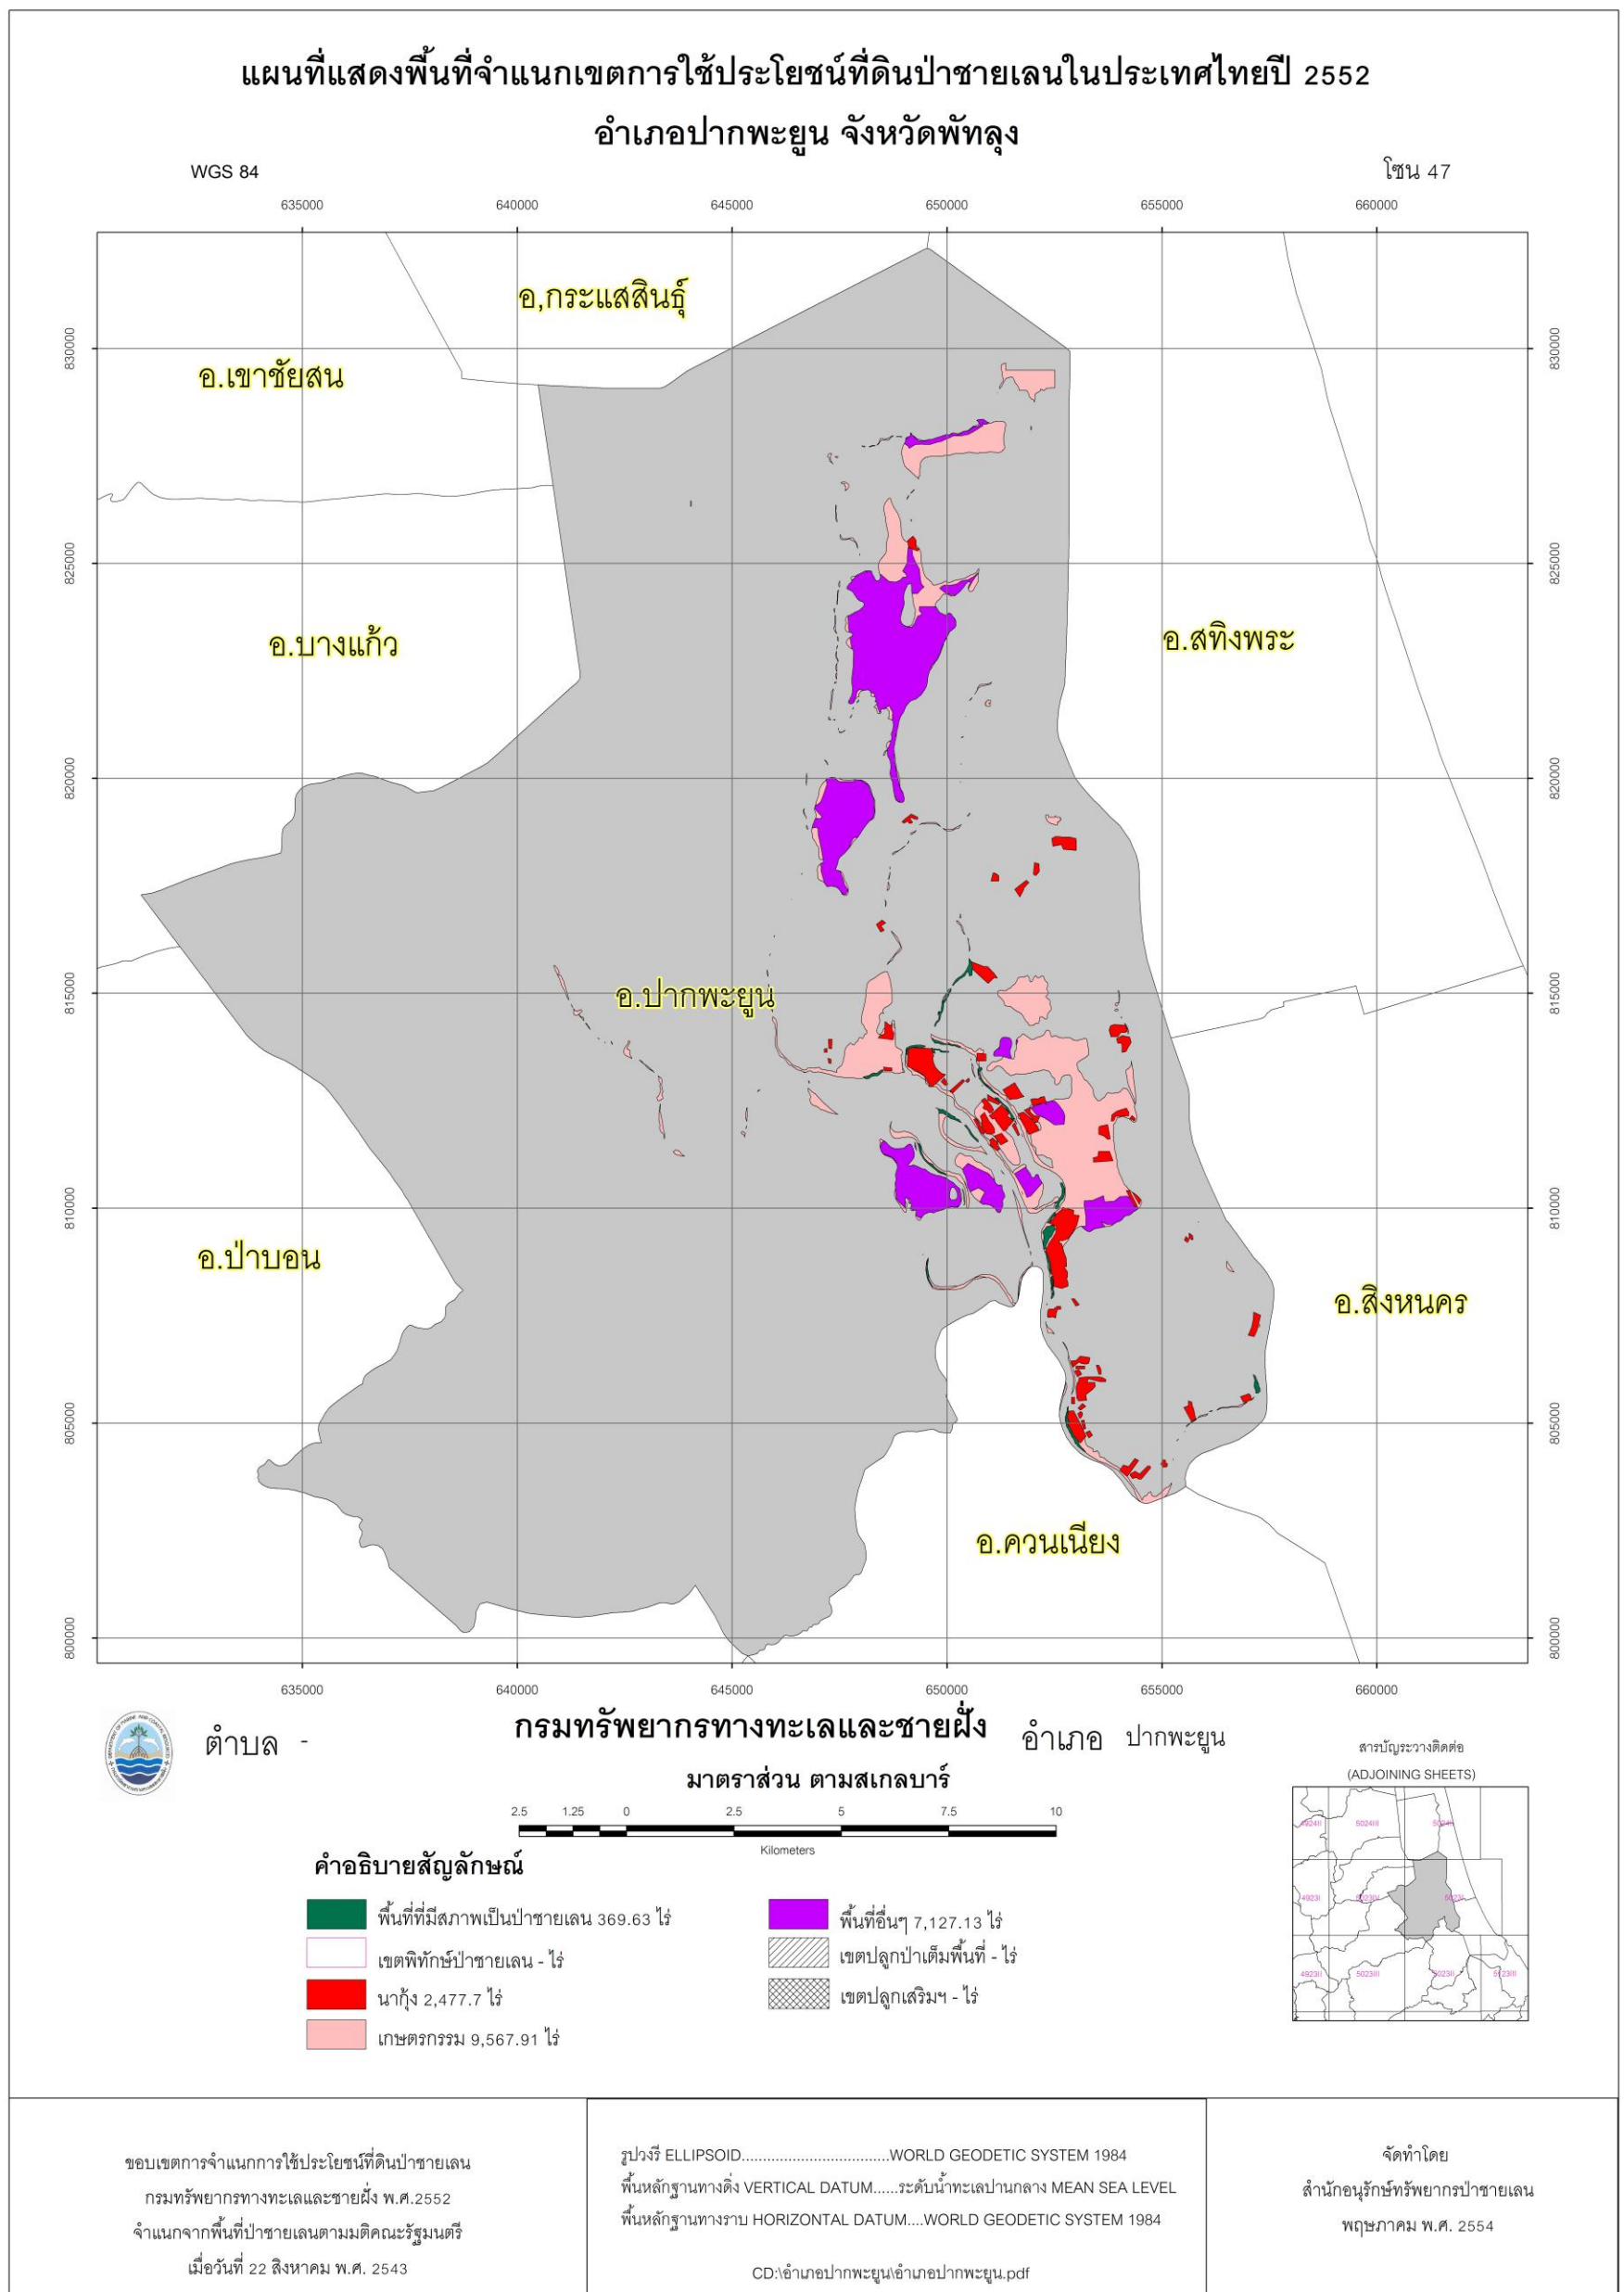 แผนที่แสดงพื้นที่จำแนกเขตการใช้ประโยชน์ที่ดินป่าชายเลนในประเทศไทยปี 2552
อำเภอปากพะยูน จังหวัดพัทลุง
WGS 84
โซน 47
635000 640000 645000 650000 655000 660000
อ,กระแสสินธุ์
830000 830000
อ.เขาชัยสน
825000 825000
อ.บางแก้ว
อ.สทิงพระ
820000 820000
815000 815000
อ.ปากพะยูน
810000 810000
อ.ป่าบอน
อ.สิงหนคร
805000 805000
อ.ควนเนียง
800000 800000
635000 640000 645000 650000 655000 660000
ตำบล -
กรมทรัพยากรทางทะเลและชายฝั่ง
อำเภอ ปากพะยูน
มาตราส่วน ตามสเกลบาร์
2.5 1.25 0 2.5 5 7.5 10
Kilometers
สารบัญระวางติดต่อ
(ADJOINING SHEETS)
4924II 5024III 5024II
4923I 5023IV 5023I
4923II 5023III 5023II 5123III
คำอธิบายสัญลักษณ์
พื้นที่ที่มีสภาพเป็นป่าชายเลน 369.63 ไร่
เขตพิทักษ์ป่าชายเลน - ไร่
นากุ้ง 2,477.7 ไร่
เกษตรกรรม 9,567.91 ไร่
พื้นที่อื่นๆ 7,127.13 ไร่
เขตปลูกป่าเต็มพื้นที่ - ไร่
เขตปลูกเสริมฯ - ไร่
ขอบเขตการจำแนกการใช้ประโยชน์ที่ดินป่าชายเลน
กรมทรัพยากรทางทะเลและชายฝั่ง พ.ศ.2552
จำแนกจากพื้นที่ป่าชายเลนตามมติคณะรัฐมนตรี
เมื่อวันที่ 22 สิงหาคม พ.ศ. 2543
รูปวงรี ELLIPSOID...................................WORLD GEODETIC SYSTEM 1984
พื้นหลักฐานทางดิ่ง VERTICAL DATUM......ระดับน้ำทะเลปานกลาง MEAN SEA LEVEL
พื้นหลักฐานทางราบ HORIZONTAL DATUM....WORLD GEODETIC SYSTEM 1984
CD:\อำเภอปากพะยูน\อำเภอปากพะยูน.pdf
จัดทำโดย
สำนักอนุรักษ์ทรัพยากรป่าชายเลน
พฤษภาคม พ.ศ. 2554